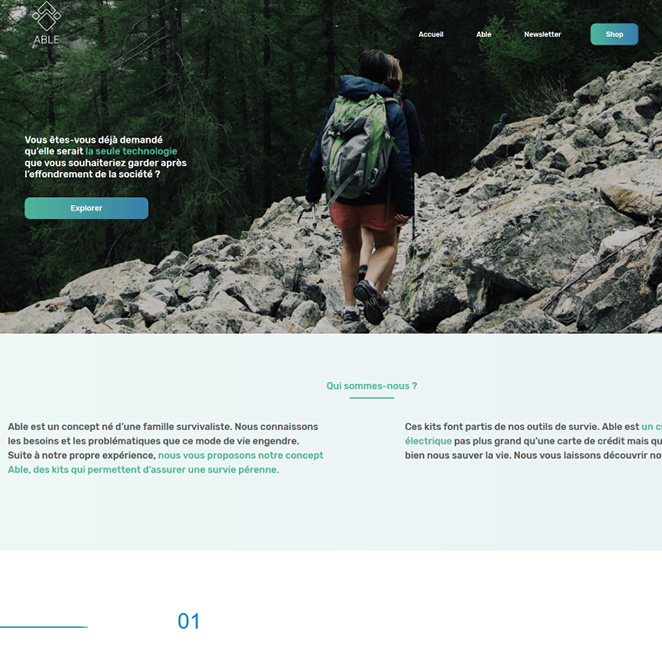 ABLE
Accueil
Able
Newsletter
Shop
Vous êtes-vous déjà demandé
qu'elle serait la seule technologie
que vous souhaiteriez garder après
l'effondrement de la société ?
Explorer
Qui sommes-nous ?
Able est un concept né d'une famille survivaliste. Nous connaissons
les besoins et les problématiques que ce mode de vie engendre.
Suite à notre propre expérience, nous vous proposons notre concept
Able, des kits qui permettent d'assurer une survie pérenne.
Ces kits font partis de nos outils de survie. Able est un
électrique pas plus grand qu'une carte de crédit mais
bien nous sauver la vie. Nous vous laissons découvrir
01